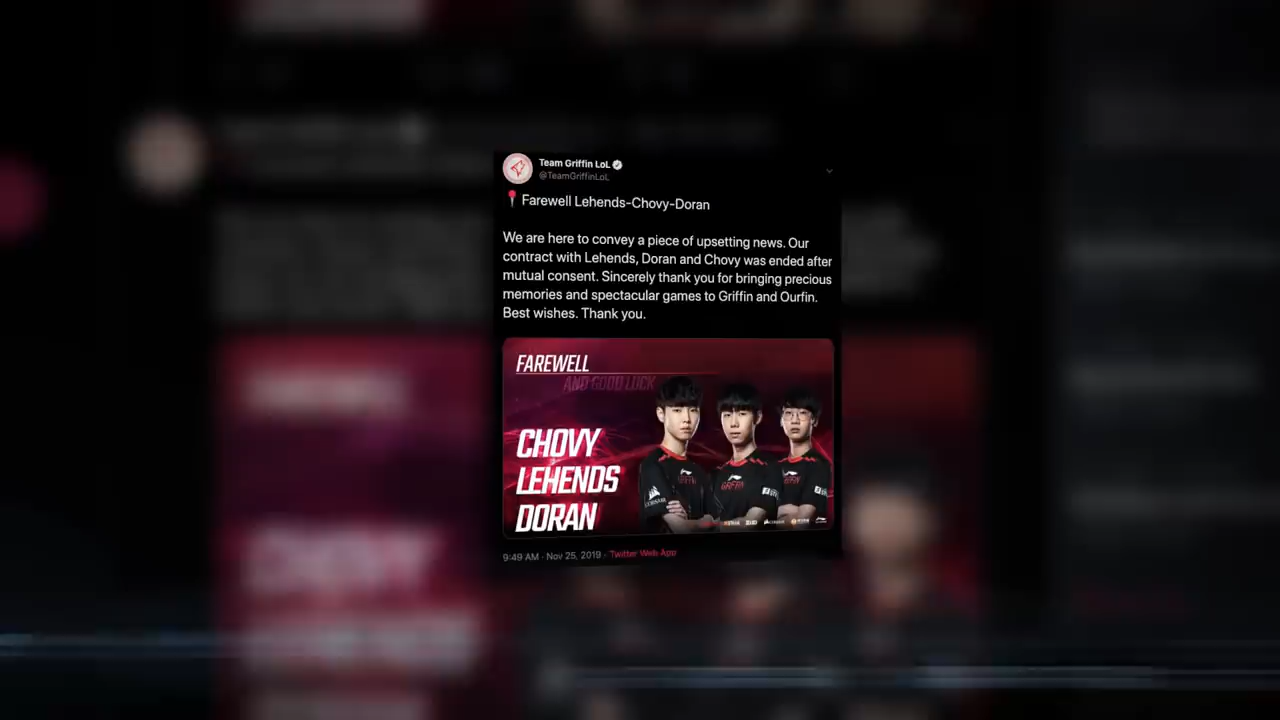 Team Griffin LoL
@TeamGriffinLoL
Farewell Lehends-Chovy-Doran
We are here to convey a piece of upsetting news. Our
contract with Lehends, Doran and Chovy was ended after
mutual consent. Sincerely thank you for bringing precious
memories and spectacular games to Griffin and Ourfin.
Best wishes. Thank you.
FAREWELL
AND GOOD LUCK
CHOVY
LEHENDS
DORAN
GRIFFIN
9:49 AM · Nov 25, 2019 · Twitter Web App